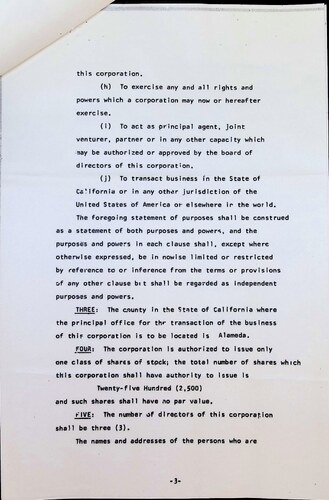 this corporation.
(h) To exercise any and all rights and
powers which a corporation may now or hereafter
exercise.
(i) To act as principal agent, joint
venturer, partner or in any other capacity which
may be authorized or approved by the board of
directors of this corporation.
(j) To transact business in the State of
California or in any other jurisdiction of the
United States of America or elsewhere in the world.
The foregoing statement of purposes shall be construed
as a statement of both purposes and powers, and the
purposes and powers in each clause shall, except where
otherwise expressed, be in nowise limited or restricted
by reference to or inference from the terms or provisions
of any other clause but shall be regarded as independent
purposes and powers.
THREE: The county in the State of California where
the principal office for thr transaction of the business
of this corporation is to be located is Alameda.
FOUR: The corporation is authorized to issue only
one class of shares of stock; the total number of shares which
this corporation shall have authority to issue is
Twenty-five Hundred (2,500)
and such shares shall have no par value.
FIVE: The number of directors of this corporation
shall be three (3).
The names and addresses of the persons who are
-3-